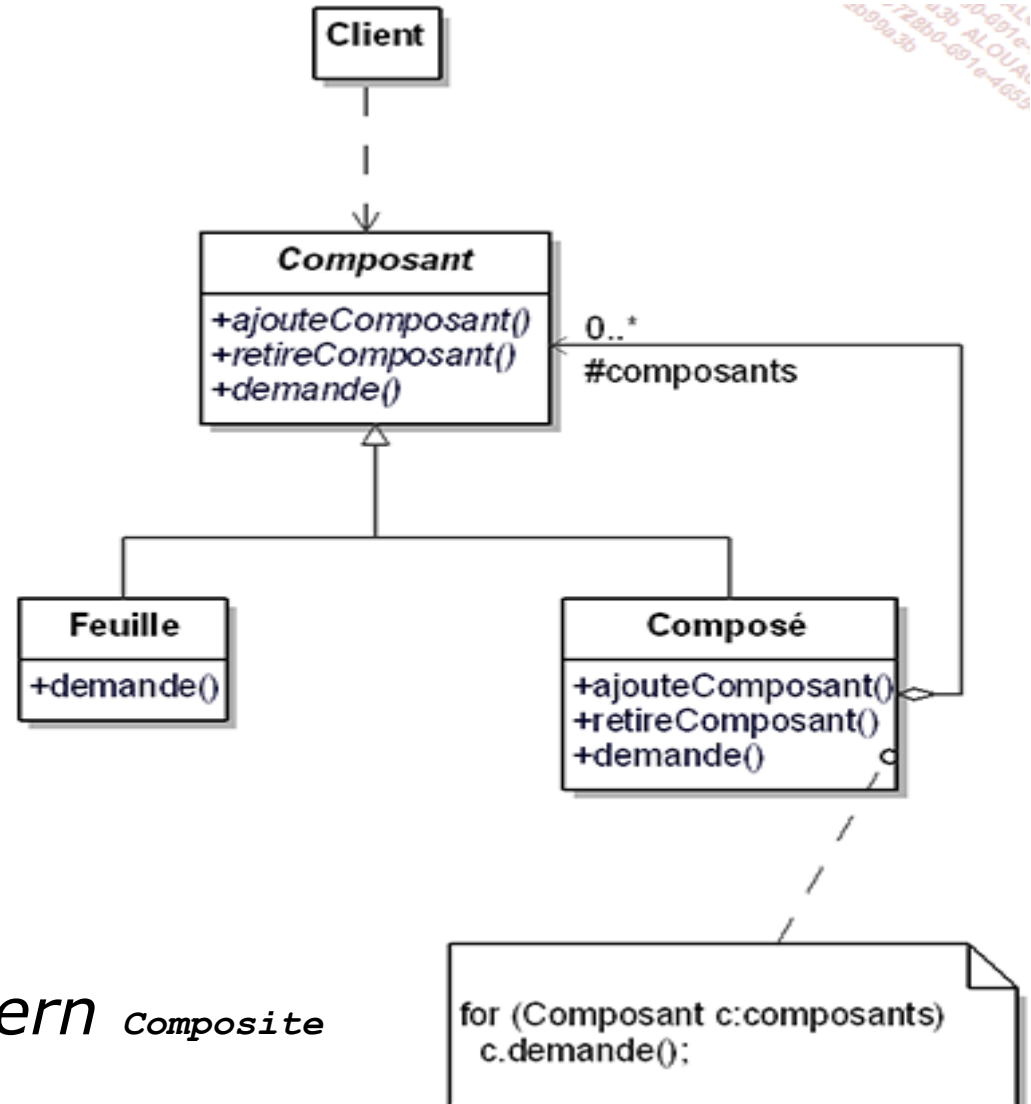 Client
Composant
+ajouteComposant()
+retireComposant()
+demande()
0..*
#composants
Feuille
+demande()
Composé
+ajouteComposant()
+retireComposant()
+demande()
ern Composite
for (Composant c:composants)
c.demande();